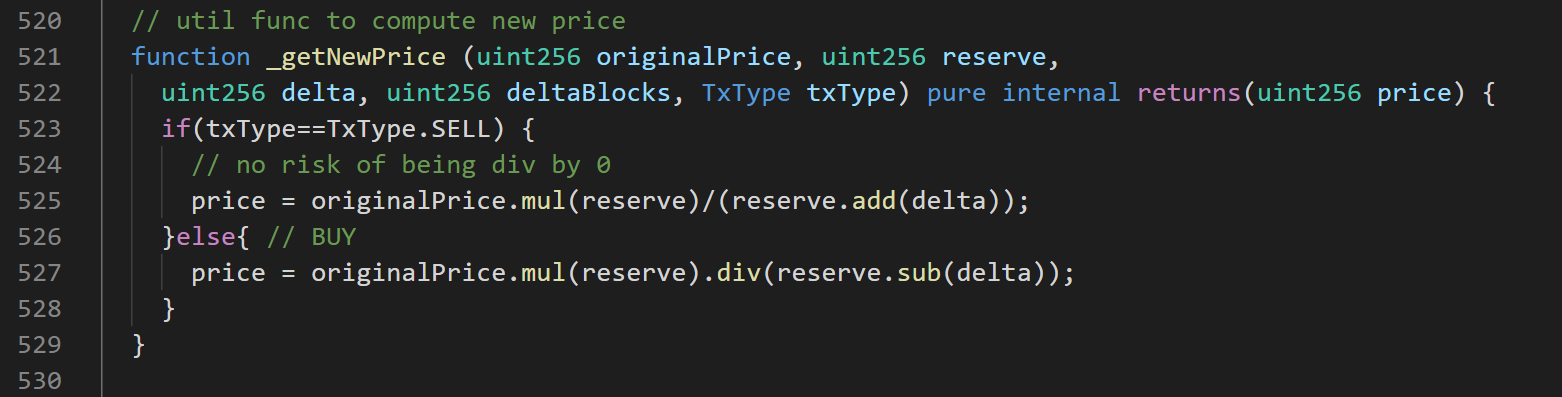 520 // util func to compute new price
521 function _getNewPrice (uint256 originalPrice, uint256 reserve,
522 uint256 delta, uint256 deltaBlocks, TxType txType) pure internal returns(uint256 price) {
523 if(txType==TxType.SELL) {
524 // no risk of being div by 0
525 price = originalPrice.mul(reserve)/(reserve.add(delta));
526 }else{ // BUY
527 price = originalPrice.mul(reserve).div(reserve.sub(delta));
528 }
529 }
530